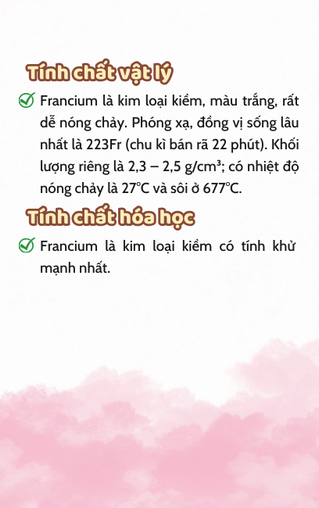 Tính chất vật lý
Francium là kim loại kiềm, màu trắng, rất
dễ nóng chảy. Phóng xạ, đồng vị sống lâu
nhất là 223Fr (chu kì bán rã 22 phút). Khối
lượng riêng là 2,3 – 2,5 g/cm³; có nhiệt độ
nóng chảy là 27°C và sôi ở 677°C.
Tính chất hóa học
Francium là kim loại kiềm có tính khử
mạnh nhất.